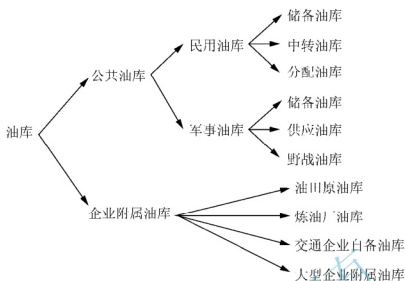 储备油库
民用油库
中转油库
公共油库
分配油库
储备油库
油库
军事油库
供应油库
野战油库
油田原油库
企业附属油库
炼油厂油库
交通企业自备油库
大型企业附属油库